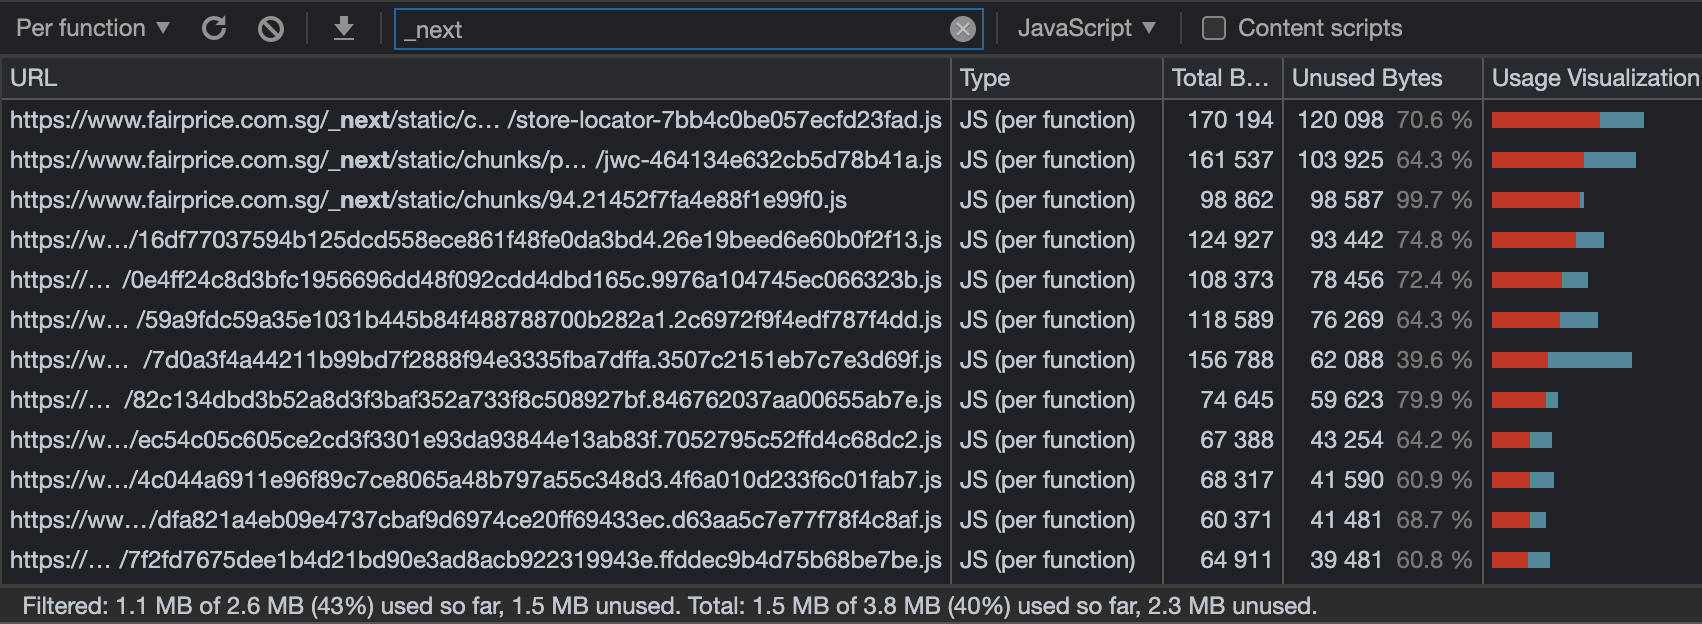 Per function ▼ _next JavaScript ▼ Content scripts
URL Type Total B... Unused Bytes Usage Visualization
https://www.fairprice.com.sg/_next/static/c... /store-locator-7bb4c0be057ecfd23fad.js JS (per function) 170 194 120 098 70.6 %
https://www.fairprice.com.sg/_next/static/chunks/p... /jwc-464134e632cb5d78b41a.js JS (per function) 161 537 103 925 64.3 %
https://www.fairprice.com.sg/_next/static/chunks/94.21452f7fa4e88f1e99f0.js JS (per function) 98 862 98 587 99.7 %
https://w.../16df77037594b125dcd558ece861f48fe0da3bd4.26e19beed6e60b0f2f13.js JS (per function) 124 927 93 442 74.8 %
https://... /0e4ff24c8d3bfc1956696dd48f092cdd4dbd165c.9976a104745ec066323b.js JS (per function) 108 373 78 456 72.4 %
https://w... /59a9fdc59a35e1031b445b84f488788700b282a1.2c6972f9f4edf787f4dd.js JS (per function) 118 589 76 269 64.3 %
https://w... /7d0a3f4a44211b99bd7f2888f94e3335fba7dffa.3507c2151eb7c7e3d69f.js JS (per function) 156 788 62 088 39.6 %
https://... /82c134dbd3b52a8d3f3baf352a733f8c508927bf.846762037aa00655ab7e.js JS (per function) 74 645 59 623 79.9 %
https://w.../ec54c05c605ce2cd3f3301e93da93844e13ab83f.7052795c52ffd4c68dc2.js JS (per function) 67 388 43 254 64.2 %
https://w.../4c044a6911e96f89c7ce8065a48b797a55c348d3.4f6a010d233f6c01fab7.js JS (per function) 68 317 41 590 60.9 %
https://ww.../dfa821a4eb09e4737cbaf9d6974ce20ff69433ec.d63aa5c7e77f78f4c8af.js JS (per function) 60 371 41 481 68.7 %
https://... /7f2fd7675dee1b4d21bd90e3ad8acb922319943e.ffddec9b4d75b68be7be.js JS (per function) 64 911 39 481 60.8 %
Filtered: 1.1 MB of 2.6 MB (43%) used so far, 1.5 MB unused. Total: 1.5 MB of 3.8 MB (40%) used so far, 2.3 MB unused.